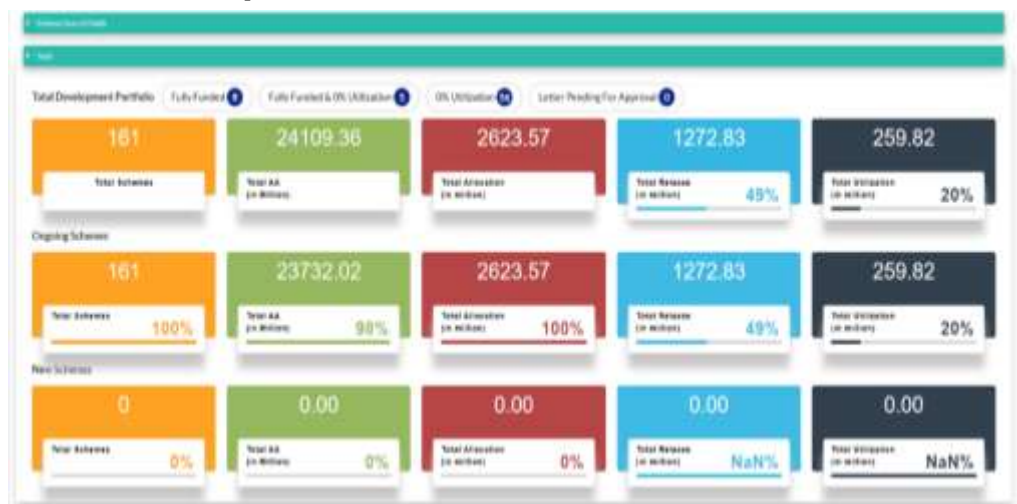 Total Development Portfolio Fully Funded Fully Funded & 0% Utilization 0% Utilization Letter Pending For Approval 0
161 24109.36 2623.57 1272.83 259.82
Total Schemes Total AA Total Allocation Total Release Total Utilization
(in Million) (in Million) (in Million) (in Million)
49% 20%
Ongoing Schemes
161 23732.02 2623.57 1272.83 259.82
Total Schemes Total AA Total Allocation Total Release Total Utilization
(in Million) (in Million) (in Million) (in Million)
100% 98% 100% 49% 20%
New Schemes
0 0.00 0.00 0.00 0.00
Total Schemes Total AA Total Allocation Total Release Total Utilization
(in Million) (in Million) (in Million) (in Million)
0% 0% 0% NaN% NaN%